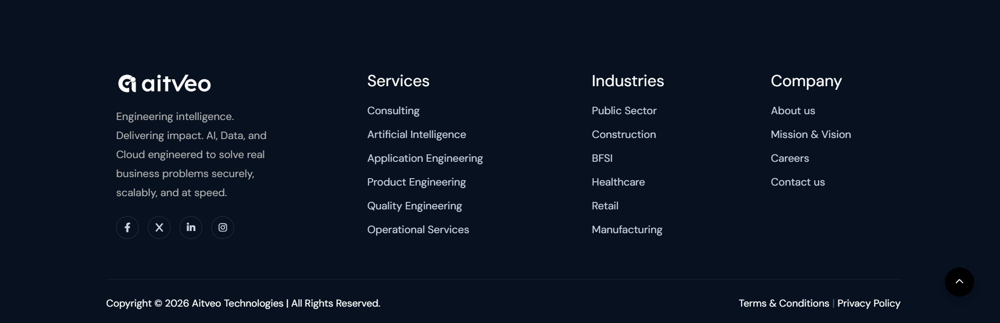 aitveo
Engineering intelligence.
Delivering impact. AI, Data, and
Cloud engineered to solve real
business problems securely,
scalably, and at speed.
Services
Consulting
Artificial Intelligence
Application Engineering
Product Engineering
Quality Engineering
Operational Services
Industries
Public Sector
Construction
BFSI
Healthcare
Retail
Manufacturing
Company
About us
Mission & Vision
Careers
Contact us
Copyright © 2026 Aitveo Technologies | All Rights Reserved.
Terms & Conditions | Privacy Policy